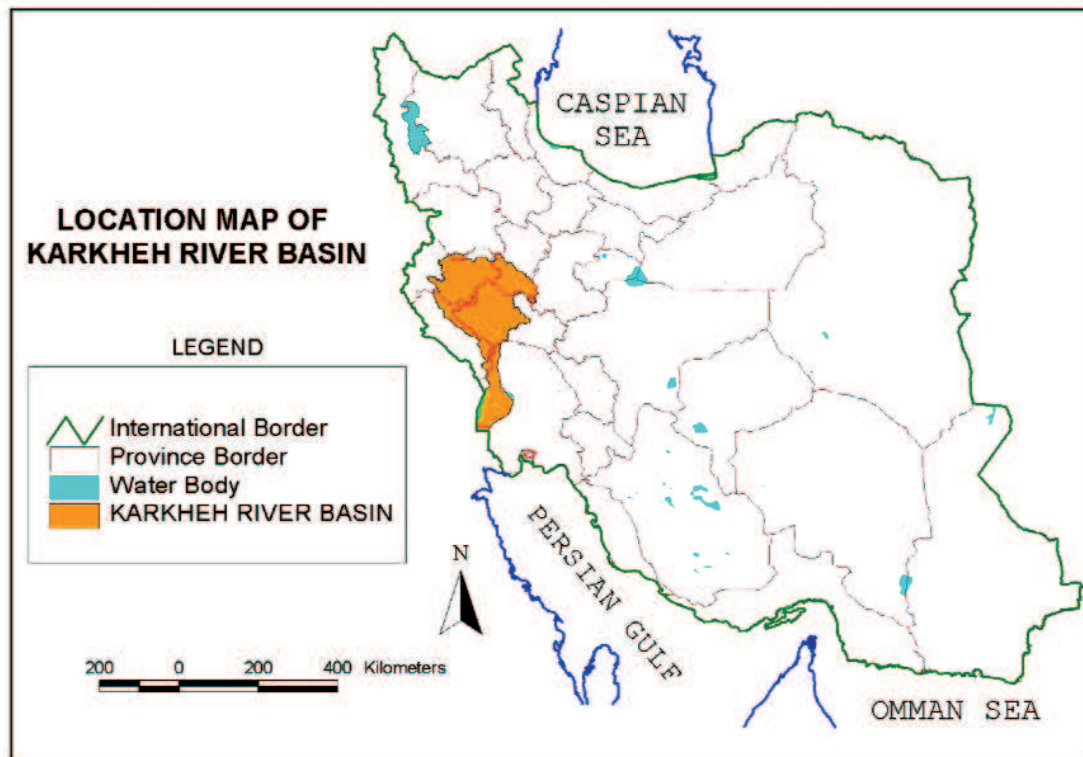 CASPIAN
SEA
LOCATION MAP OF
KARKHEH RIVER BASIN
LEGEND
International Border
Province Border
Water Body
KARKHEH RIVER BASIN
N
PERSIAN GULF
200 0 200 400 Kilometers
OMMAN SEA